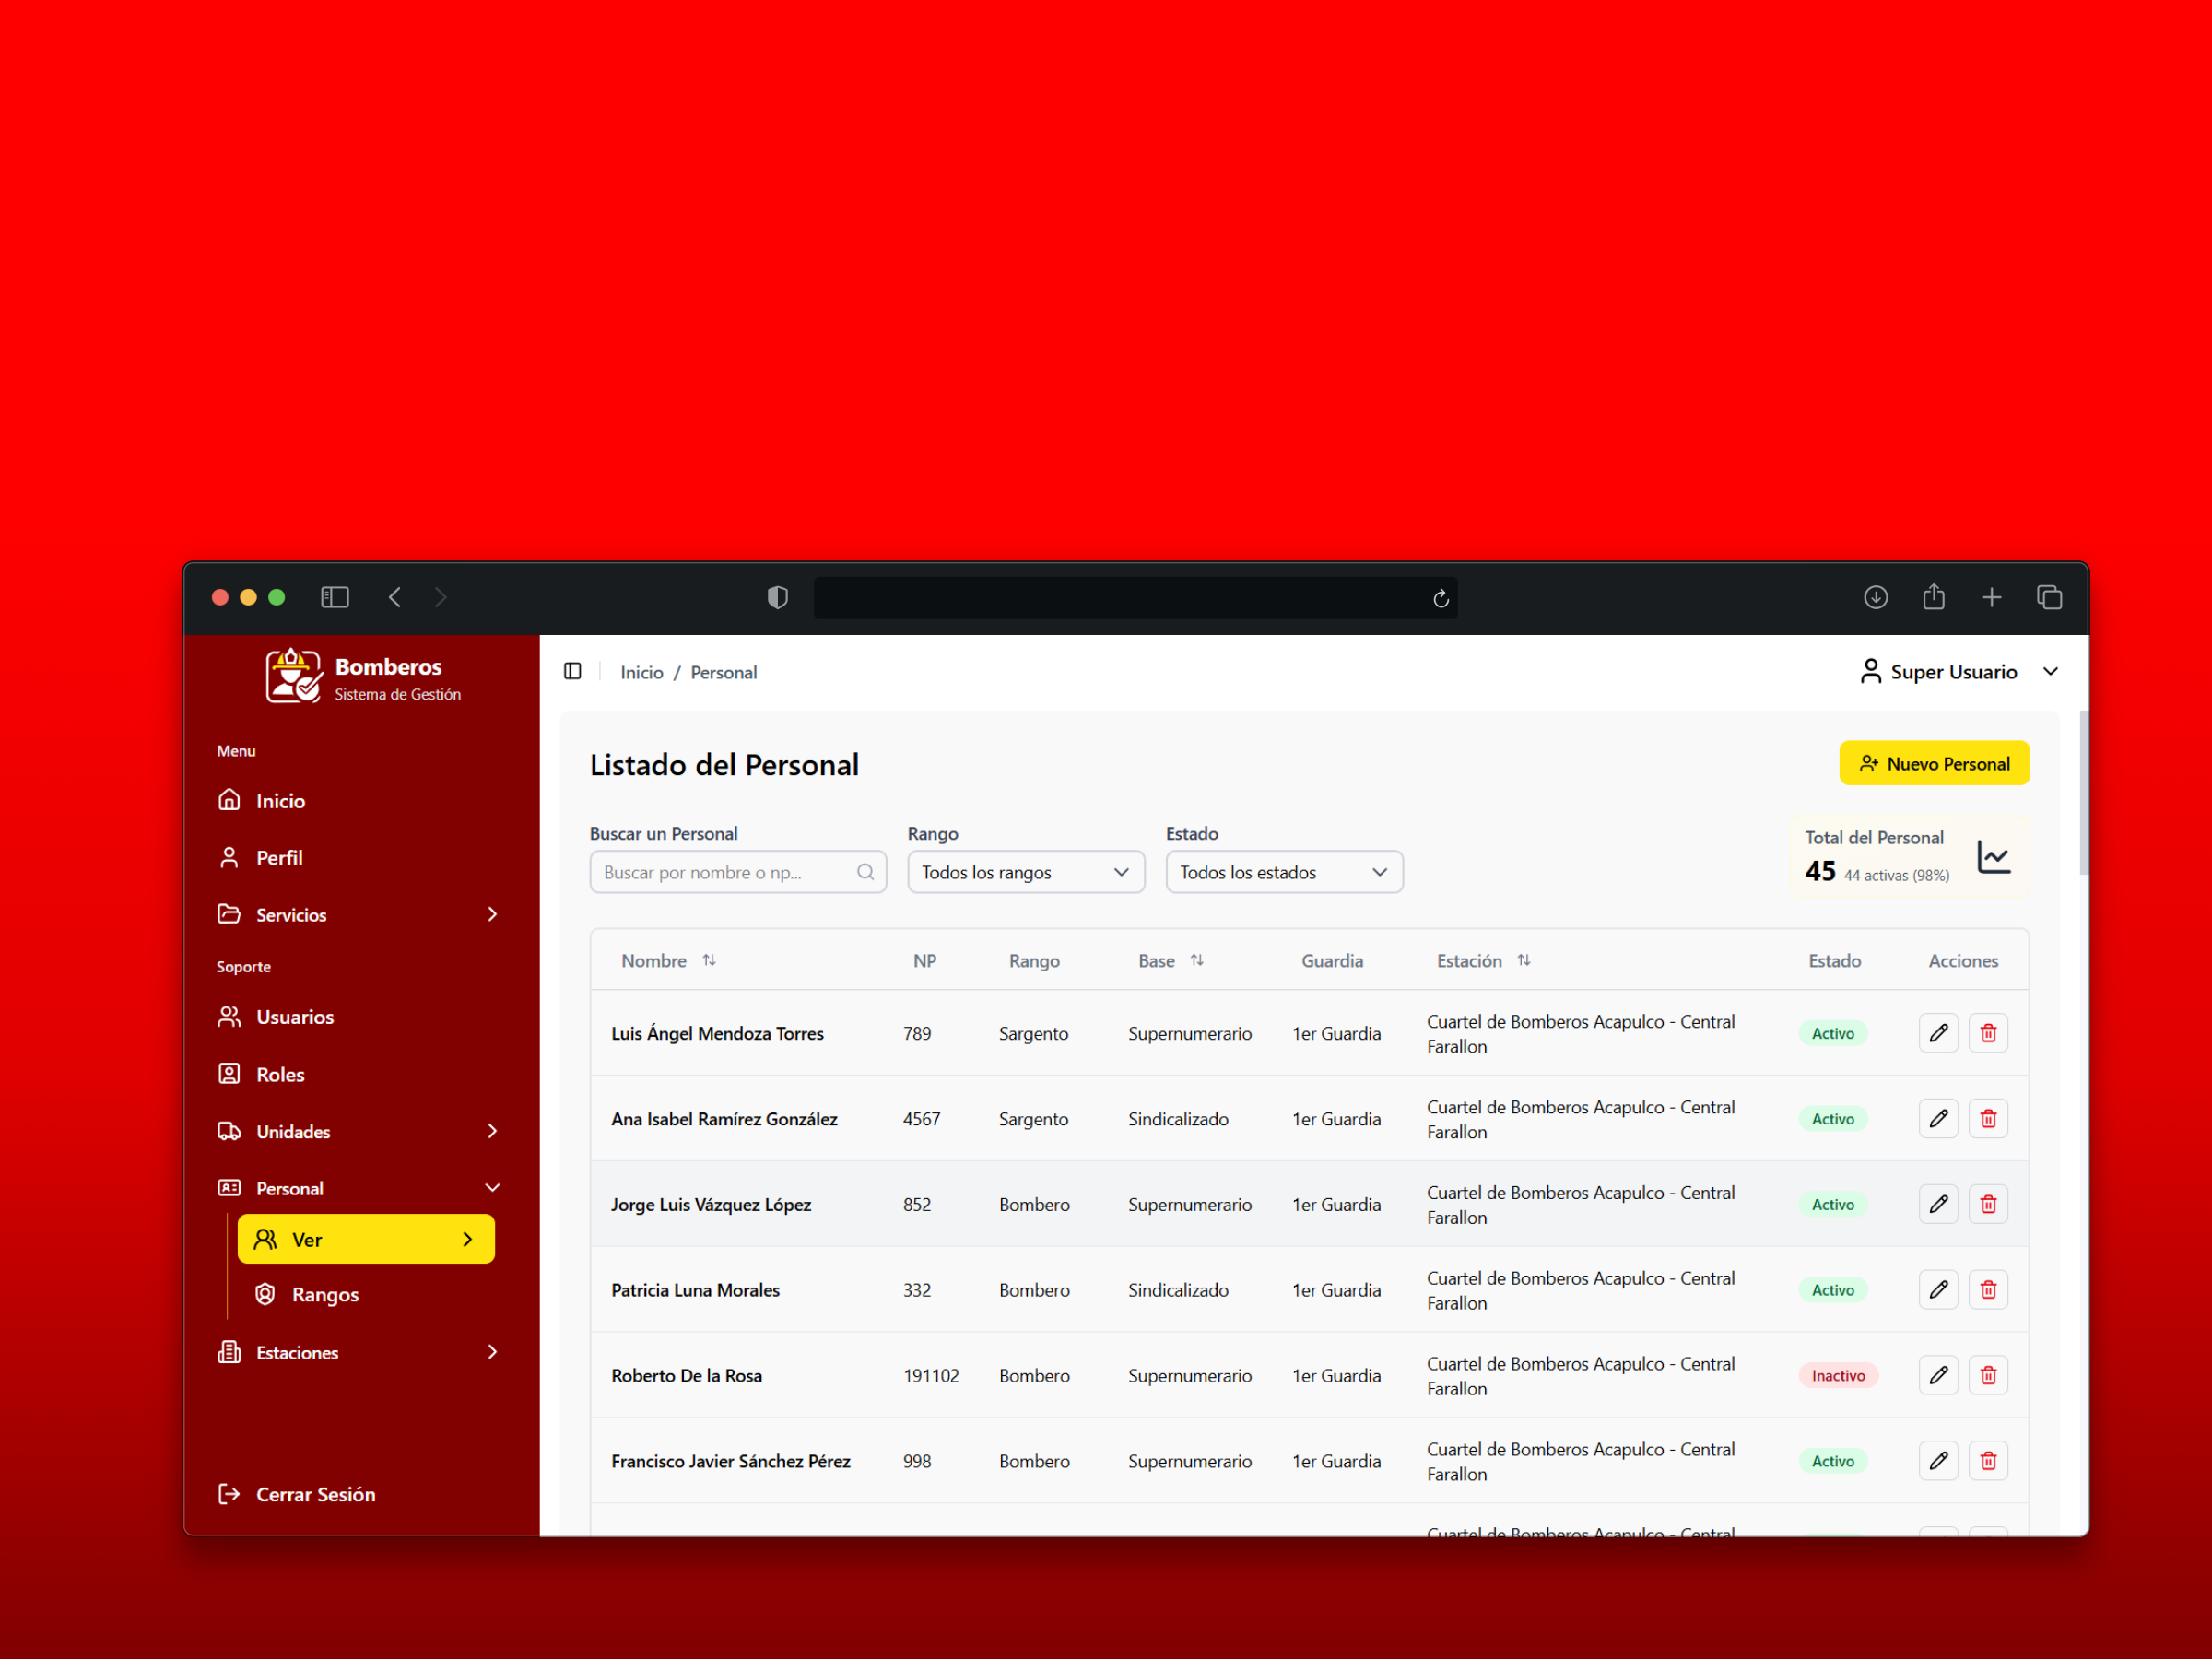 Bomberos
Sistema de Gestión
Menu
Inicio
Perfil
Servicios
Soporte
Usuarios
Roles
Unidades
Personal
Ver
Rangos
Estaciones
Cerrar Sesión
Inicio / Personal
Super Usuario
Listado del Personal
Nuevo Personal
Buscar un Personal
Buscar por nombre o np...
Rango
Todos los rangos
Estado
Todos los estados
Total del Personal
45 44 activas (98%)
Nombre NP Rango Base Guardia Estación Estado Acciones
Luis Ángel Mendoza Torres 789 Sargento Supernumerario 1er Guardia Cuartel de Bomberos Acapulco - Central
Farallon Activo
Ana Isabel Ramírez González 4567 Sargento Sindicalizado 1er Guardia Cuartel de Bomberos Acapulco - Central
Farallon Activo
Jorge Luis Vázquez López 852 Bombero Supernumerario 1er Guardia Cuartel de Bomberos Acapulco - Central
Farallon Activo
Patricia Luna Morales 332 Bombero Sindicalizado 1er Guardia Cuartel de Bomberos Acapulco - Central
Farallon Activo
Roberto De la Rosa 191102 Bombero Supernumerario 1er Guardia Cuartel de Bomberos Acapulco - Central
Farallon Inactivo
Francisco Javier Sánchez Pérez 998 Bombero Supernumerario 1er Guardia Cuartel de Bomberos Acapulco - Central
Farallon Activo
Cuartel de Bomberos Acapulco - Central